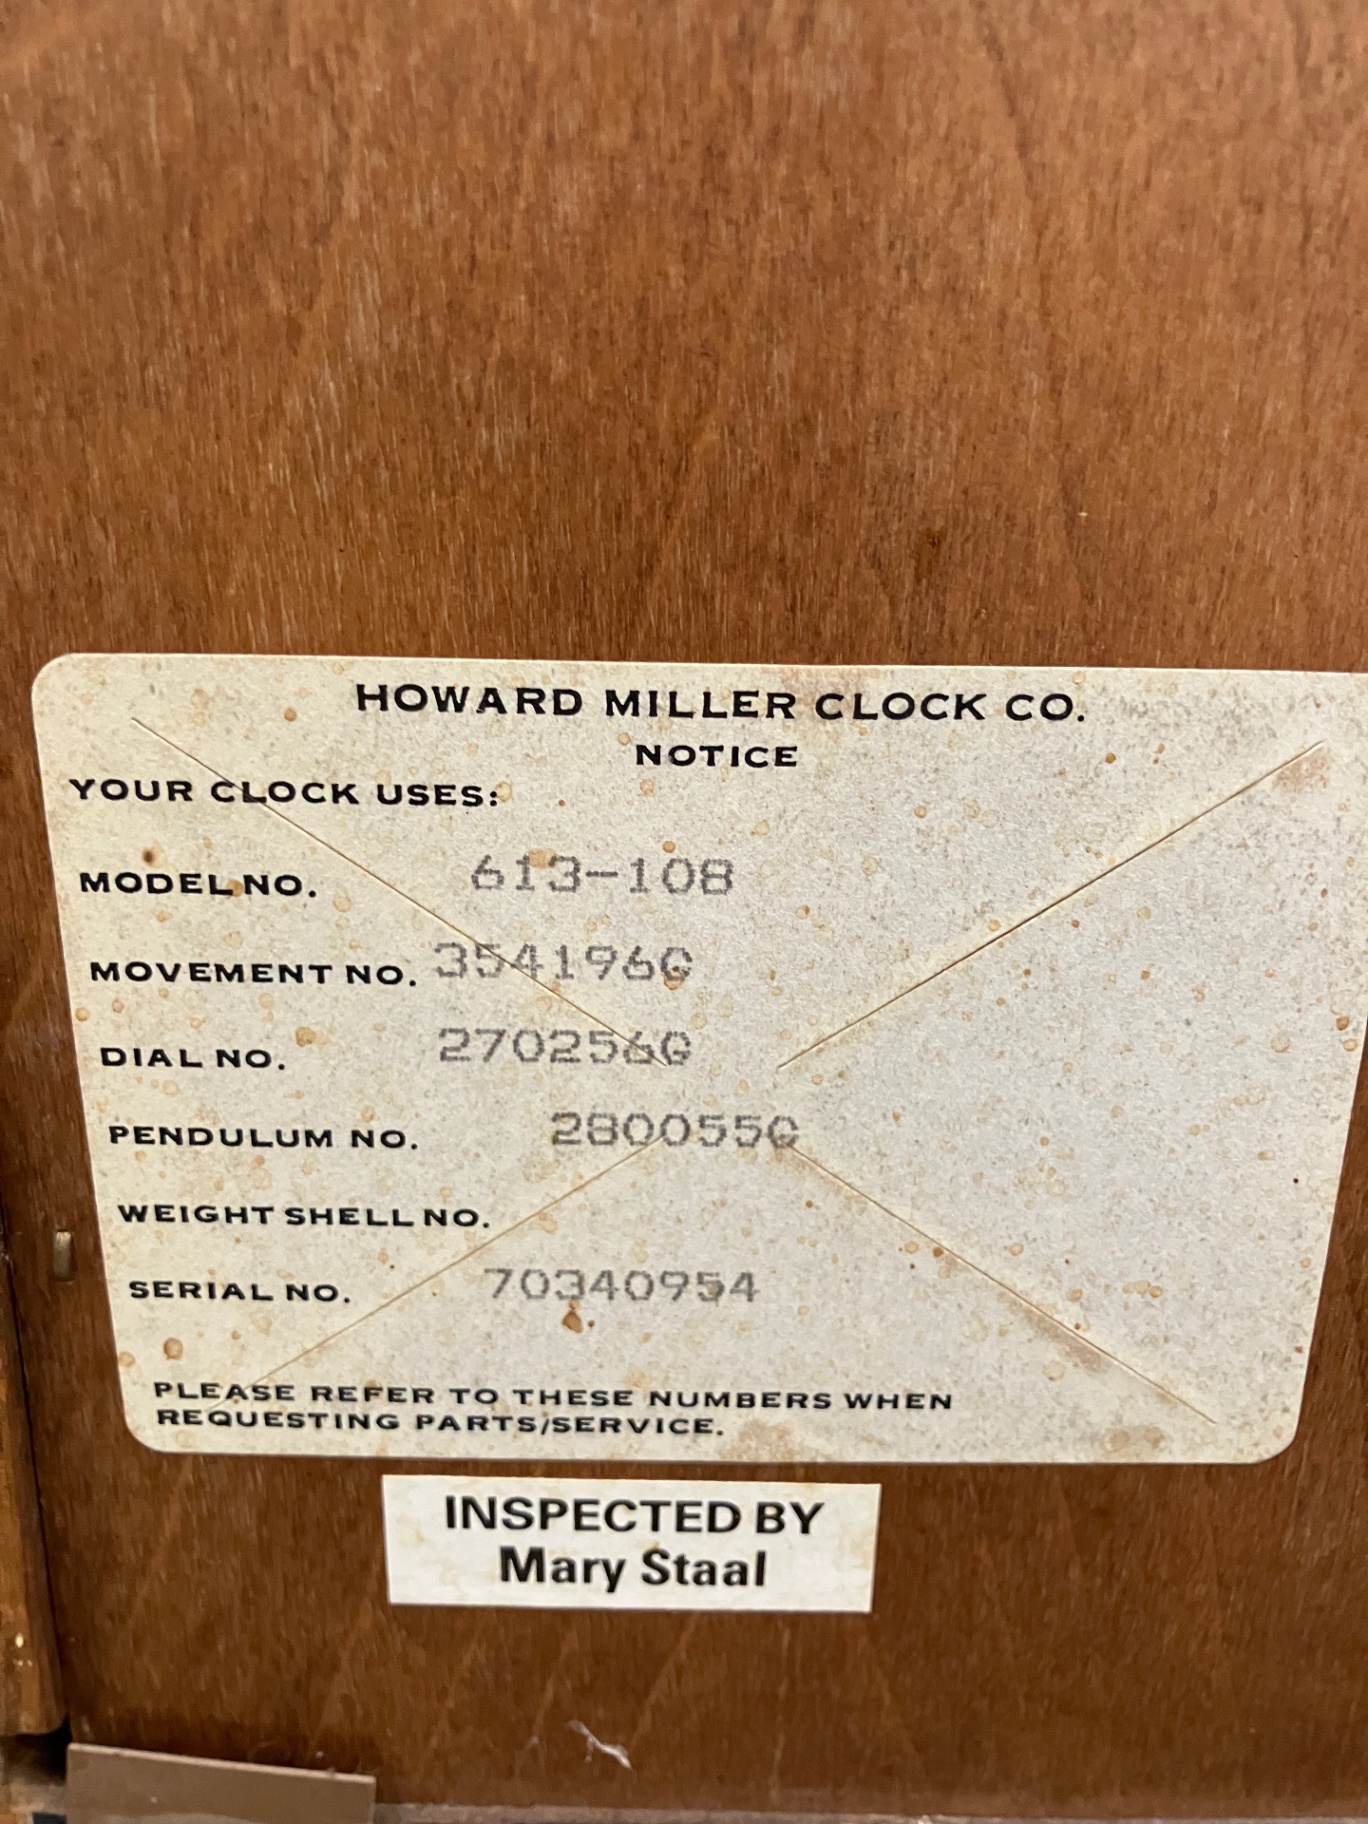 HOWARD MILLER CLOCK CO.
NOTICE
YOUR CLOCK USES:
MODEL NO. 613-108
MOVEMENT NO. 354196G
DIAL NO. 270256G
PENDULUM NO. 280055G
WEIGHT SHELL NO.
SERIAL NO. 70340954
PLEASE REFER TO THESE NUMBERS WHEN
REQUESTING PARTS/SERVICE.
INSPECTED BY
Mary Staal